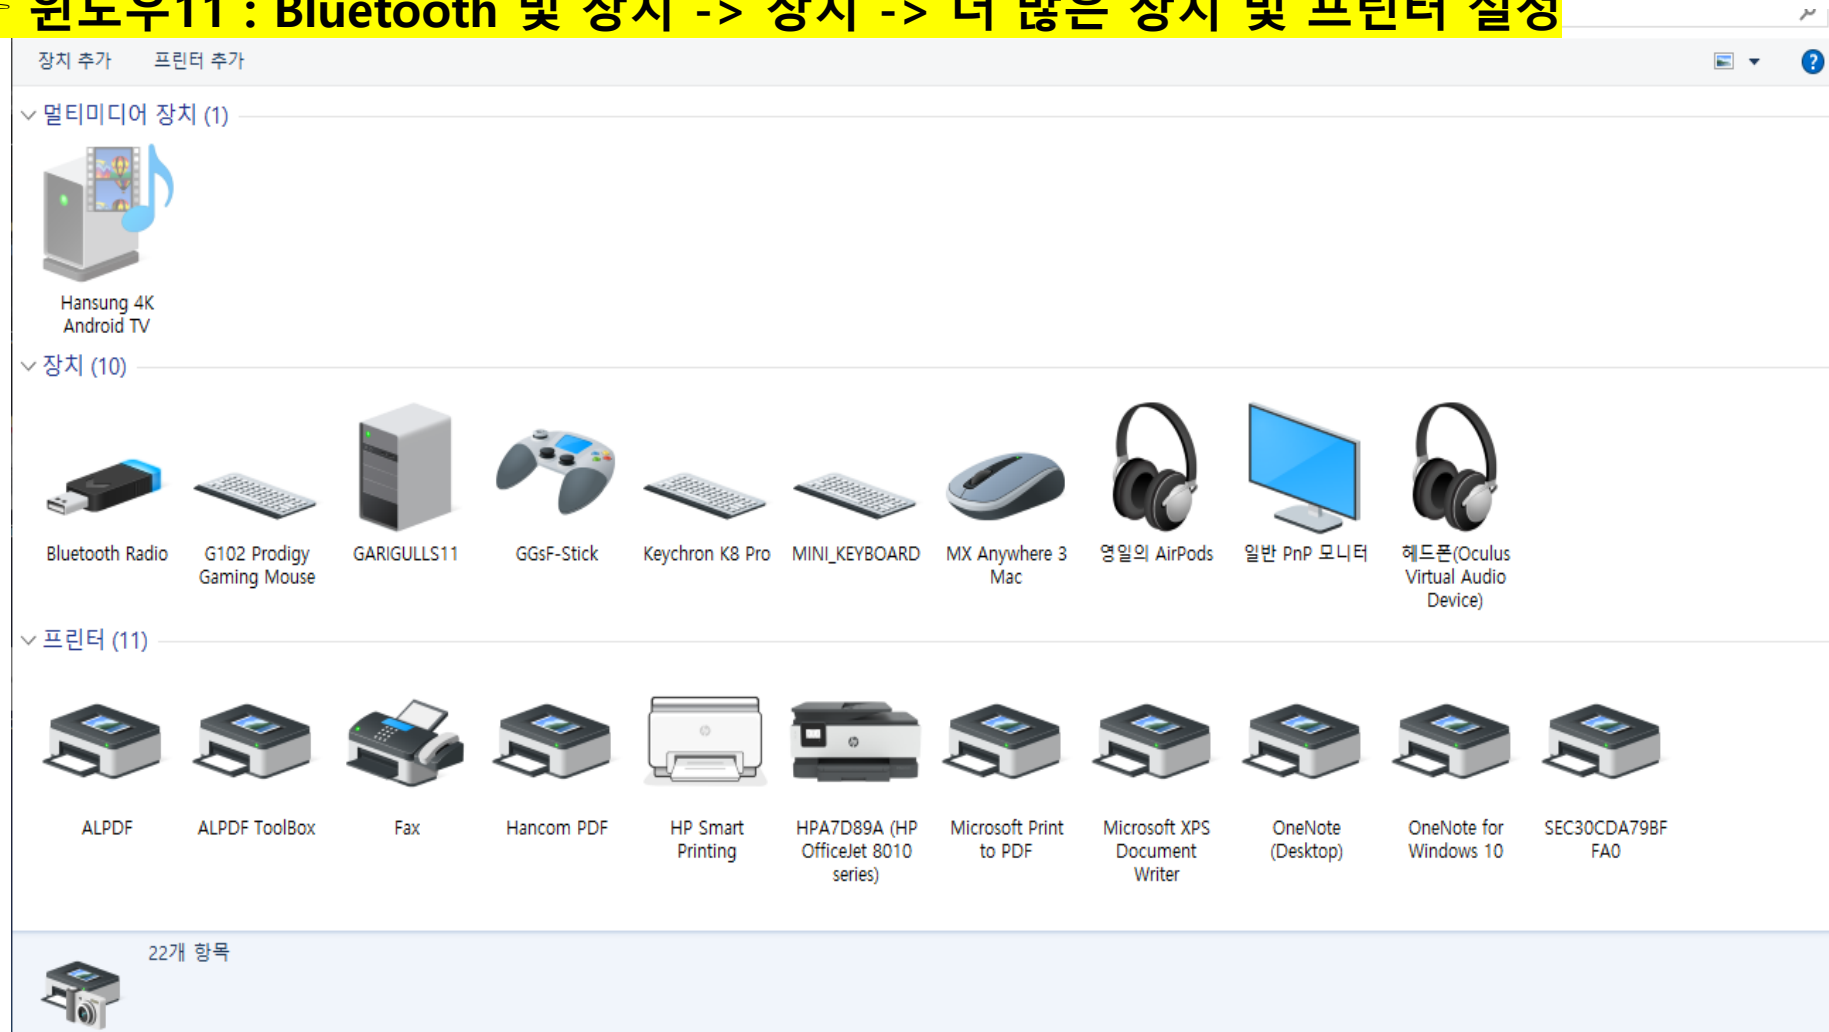 윈도우11 : Bluetooth 및 장치 -> 장치 -> 더 많은 장치 및 프린터 설정
장치 추가 프린터 추가
멀티미디어 장치 (1)
Hansung 4K
Android TV
장치 (10)
Bluetooth Radio
G102 Prodigy
Gaming Mouse
GARIGULLS11
GGsF-Stick
Keychron K8 Pro
MINI_KEYBOARD
MX Anywhere 3
Mac
영일의 AirPods
일반 PnP 모니터
헤드폰(Oculus
Virtual Audio
Device)
프린터 (11)
ALPDF
ALPDF ToolBox
Fax
Hancom PDF
HP Smart
Printing
HPA7D89A (HP
OfficeJet 8010
series)
Microsoft Print
to PDF
Microsoft XPS
Document
Writer
OneNote
(Desktop)
OneNote for
Windows 10
SEC30CDA79BF
FA0
22개 항목